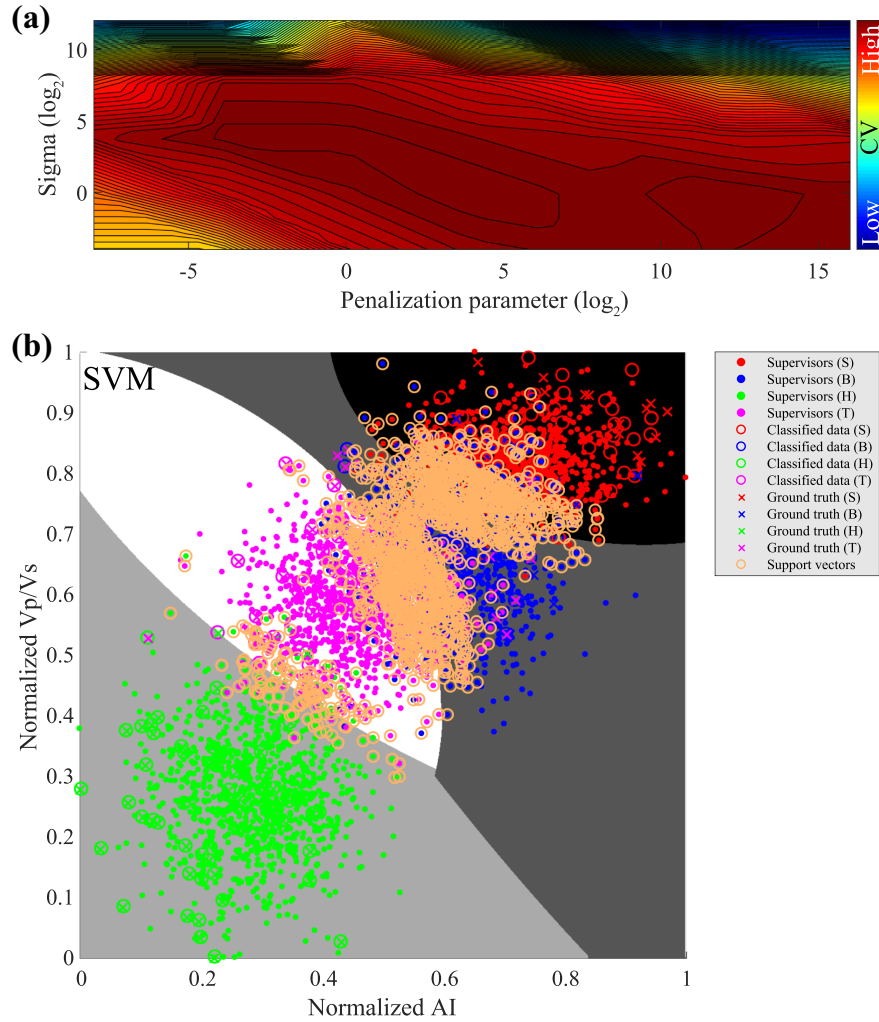 (a)
10
5
0
Sigma (log2)
-5
0
5
10
15
Penalization parameter (log2)
High
CV
Low
(b)
SVM
1
0.9
0.8
0.7
0.6
0.5
0.4
0.3
0.2
0.1
0
Normalized Vp/Vs
0
0.2
0.4
0.6
0.8
1
Normalized AI
Supervisors (S)
Supervisors (B)
Supervisors (H)
Supervisors (T)
Classified data (S)
Classified data (B)
Classified data (H)
Classified data (T)
Ground truth (S)
Ground truth (B)
Ground truth (H)
Ground truth (T)
Support vectors